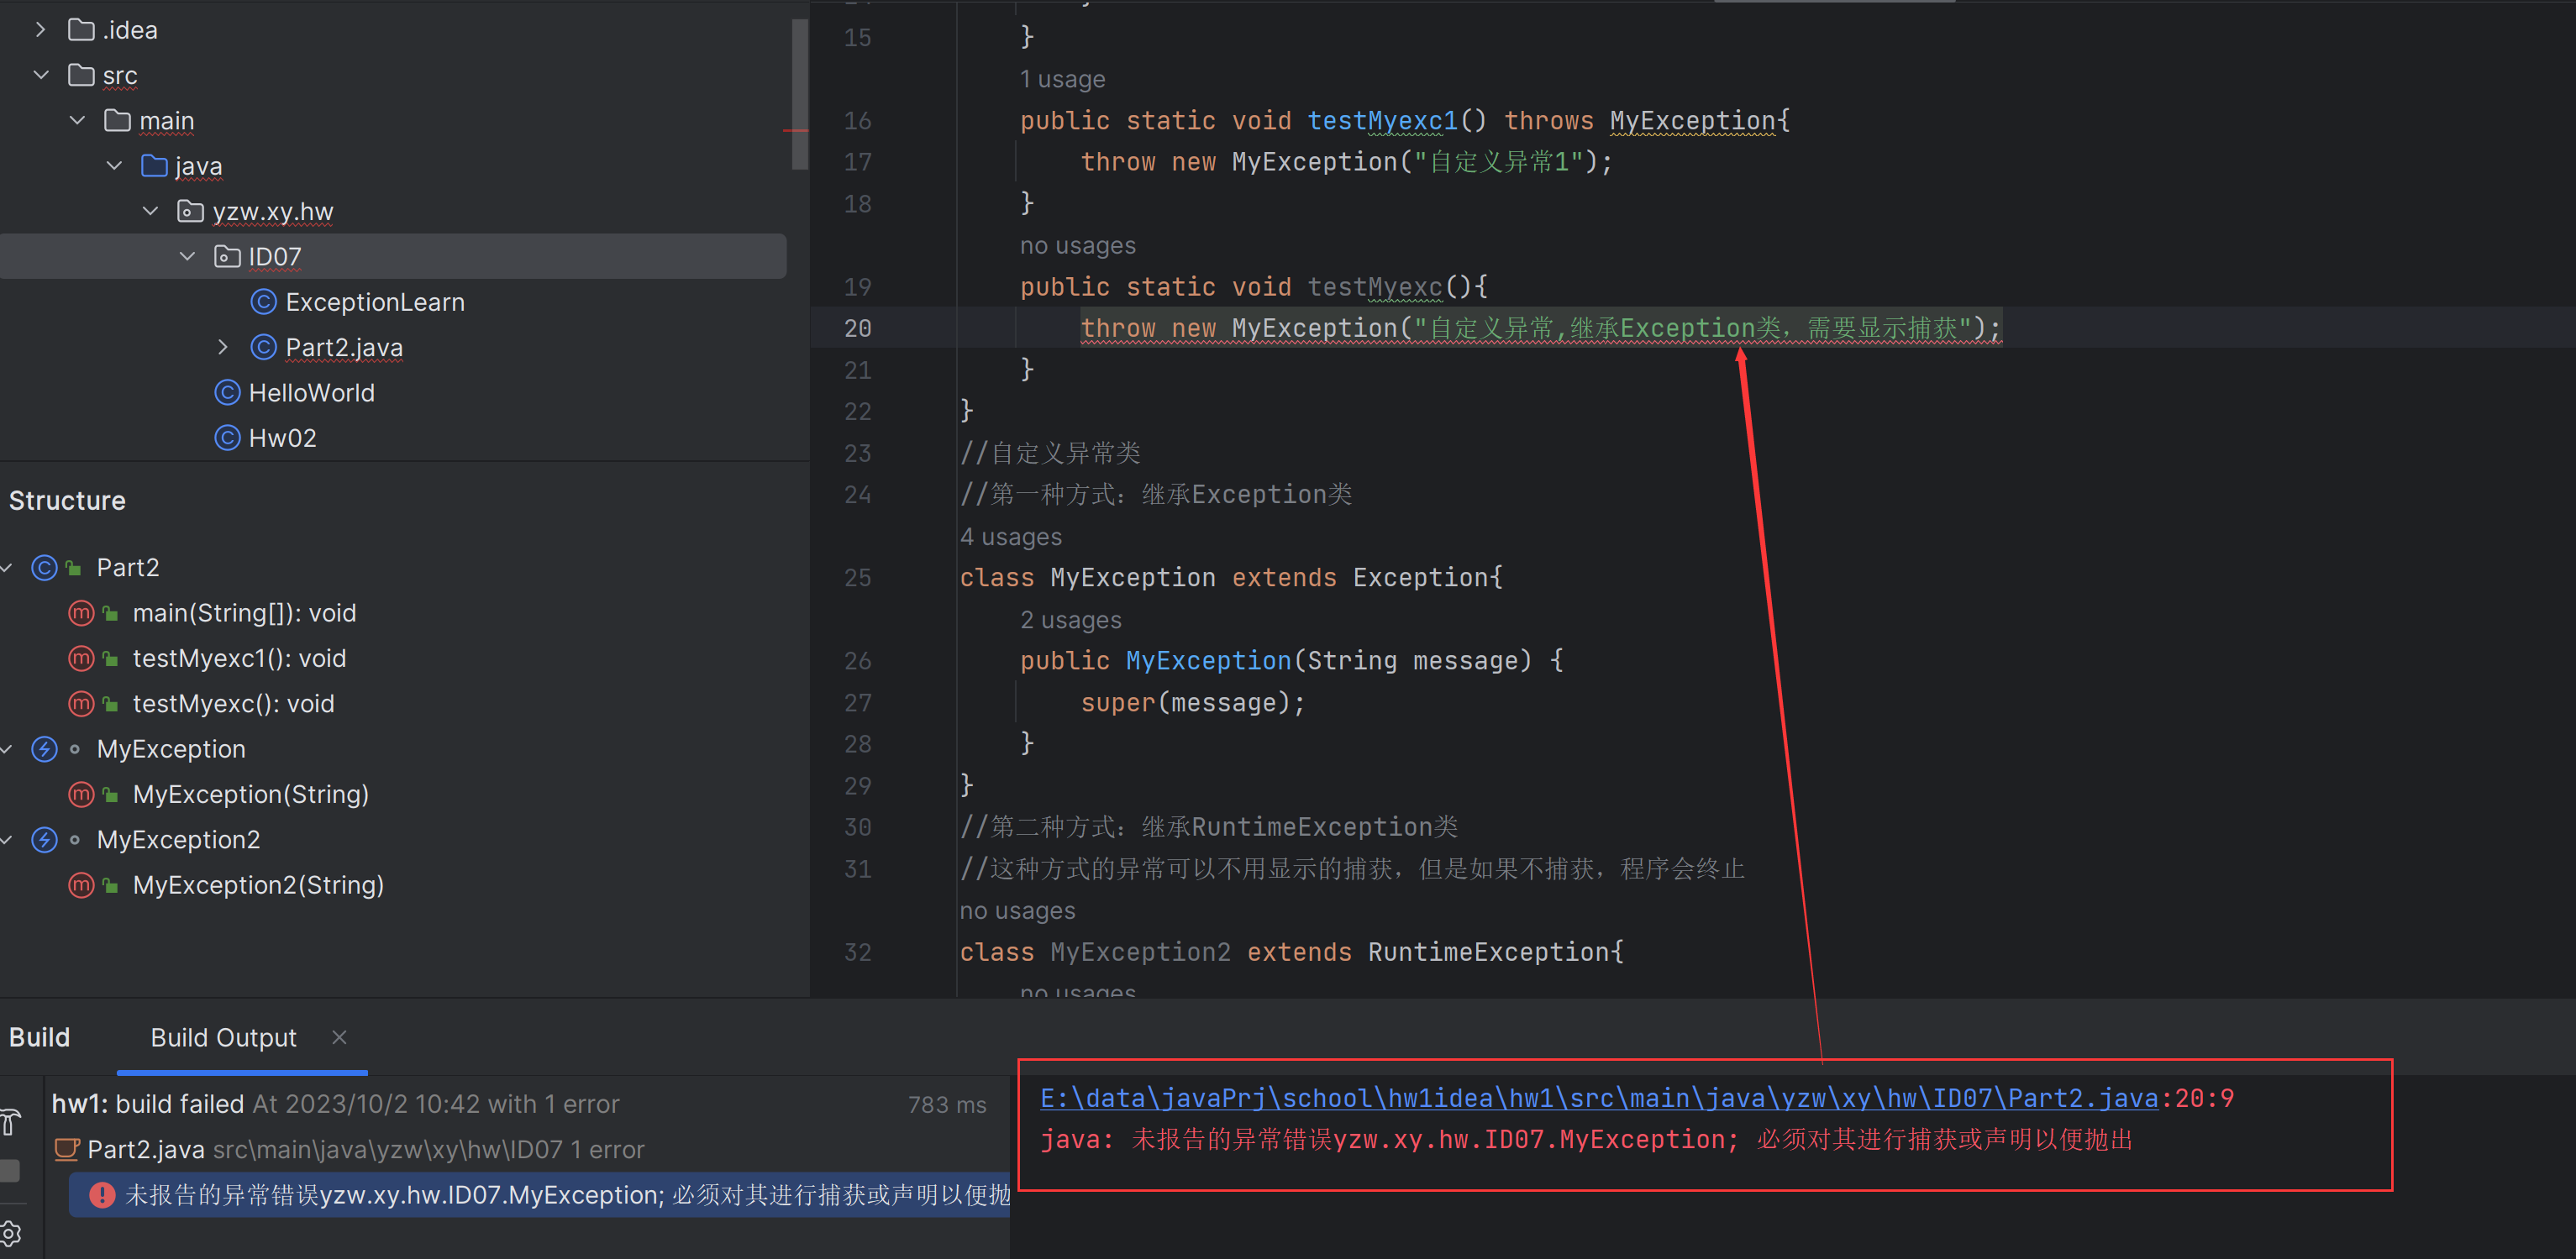 .idea
src
main
java
yzw.xy.hw
ID07
ExceptionLearn
Part2.java
HelloWorld
Hw02
Structure
Part2
main(String[]): void
testMyexc1(): void
testMyexc(): void
MyException
MyException(String)
MyException2
MyException2(String)
15 }
1 usage
16 public static void testMyexc1() throws MyException{
17 throw new MyException("自定义异常1");
18 }
no usages
19 public static void testMyexc(){
20 throw new MyException("自定义异常,继承Exception类，需要显示捕获");
21 }
22 }
23 //自定义异常类
24 //第一种方式：继承Exception类
4 usages
25 class MyException extends Exception{
2 usages
26 public MyException(String message) {
27 super(message);
28 }
29 }
30 //第二种方式：继承RuntimeException类
31 //这种方式的异常可以不用显示的捕获，但是如果不捕获，程序会终止
no usages
32 class MyException2 extends RuntimeException{
no usages
Build Build Output
hw1: build failed At 2023/10/2 10:42 with 1 error 783 ms
Part2.java src\main\java\yzw\xy\hw\ID07 1 error
未报告的异常错误yzw.xy.hw.ID07.MyException; 必须对其进行捕获或声明以便抛
E:\data\javaPrj\school\hw1idea\hw1\src\main\java\yzw\xy\hw\ID07\Part2.java:20:9
java: 未报告的异常错误yzw.xy.hw.ID07.MyException; 必须对其进行捕获或声明以便抛出